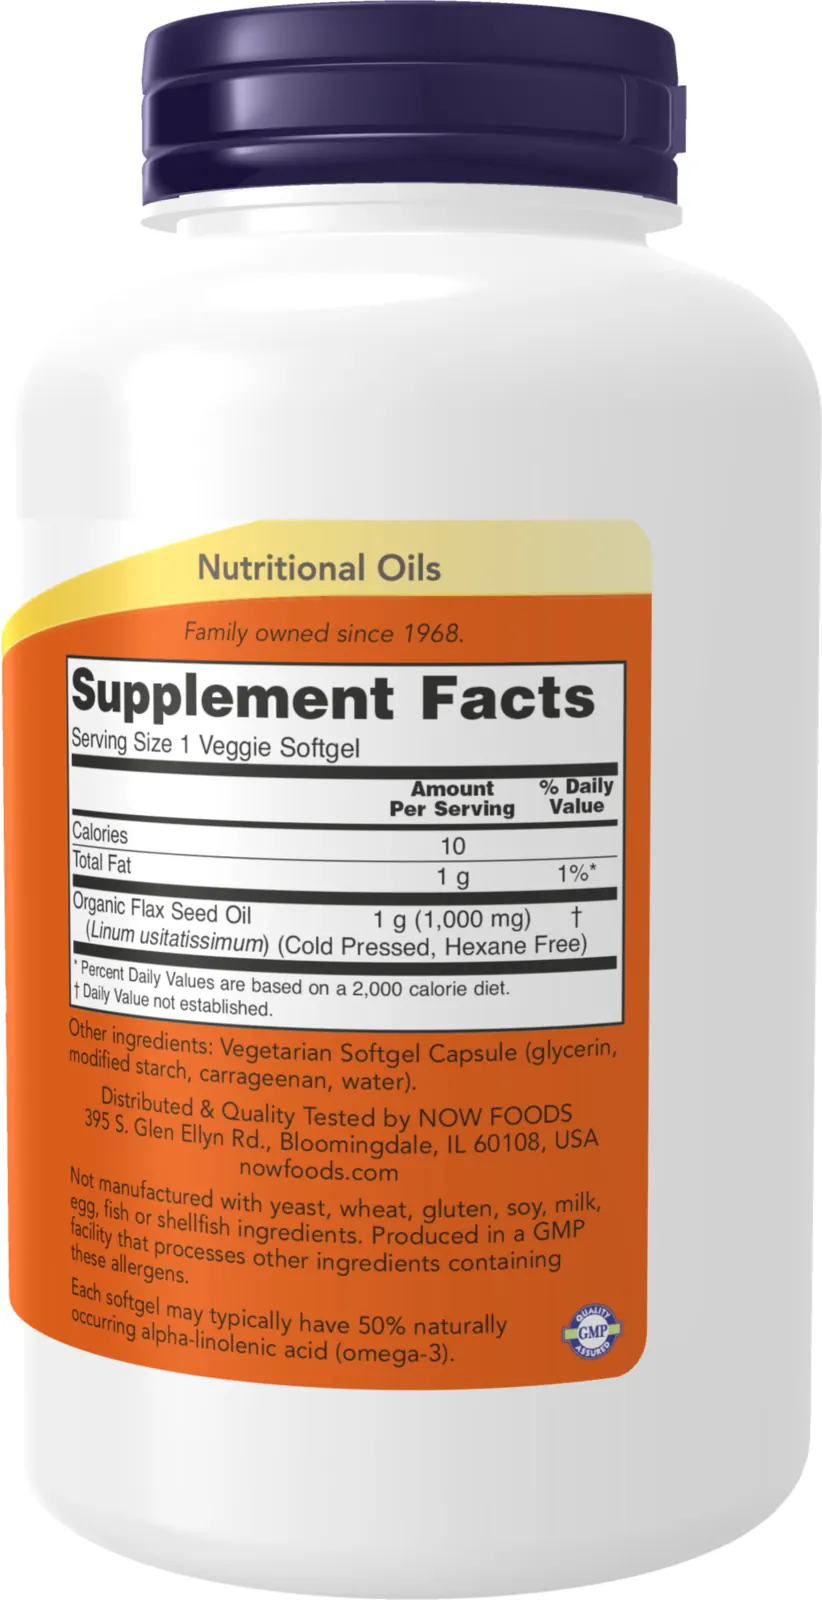 Nutritional Oils
Family owned since 1968.
Supplement Facts
Serving Size 1 Veggie Softgel
Amount Per Serving % Daily Value
Calories 10
Total Fat 1 g 1%*
Organic Flax Seed Oil 1 g (1,000 mg) †
(Linum usitatissimum) (Cold Pressed, Hexane Free)
* Percent Daily Values are based on a 2,000 calorie diet.
† Daily Value not established.
Other ingredients: Vegetarian Softgel Capsule (glycerin,
modified starch, carrageenan, water).
Distributed & Quality Tested by NOW FOODS
395 S. Glen Ellyn Rd., Bloomingdale, IL 60108, USA
nowfoods.com
Not manufactured with yeast, wheat, gluten, soy, milk,
egg, fish or shellfish ingredients. Produced in a GMP
facility that processes other ingredients containing
these allergens.
Each softgel may typically have 50% naturally
occurring alpha-linolenic acid (omega-3).
QUALITY
GMP
ASSURED